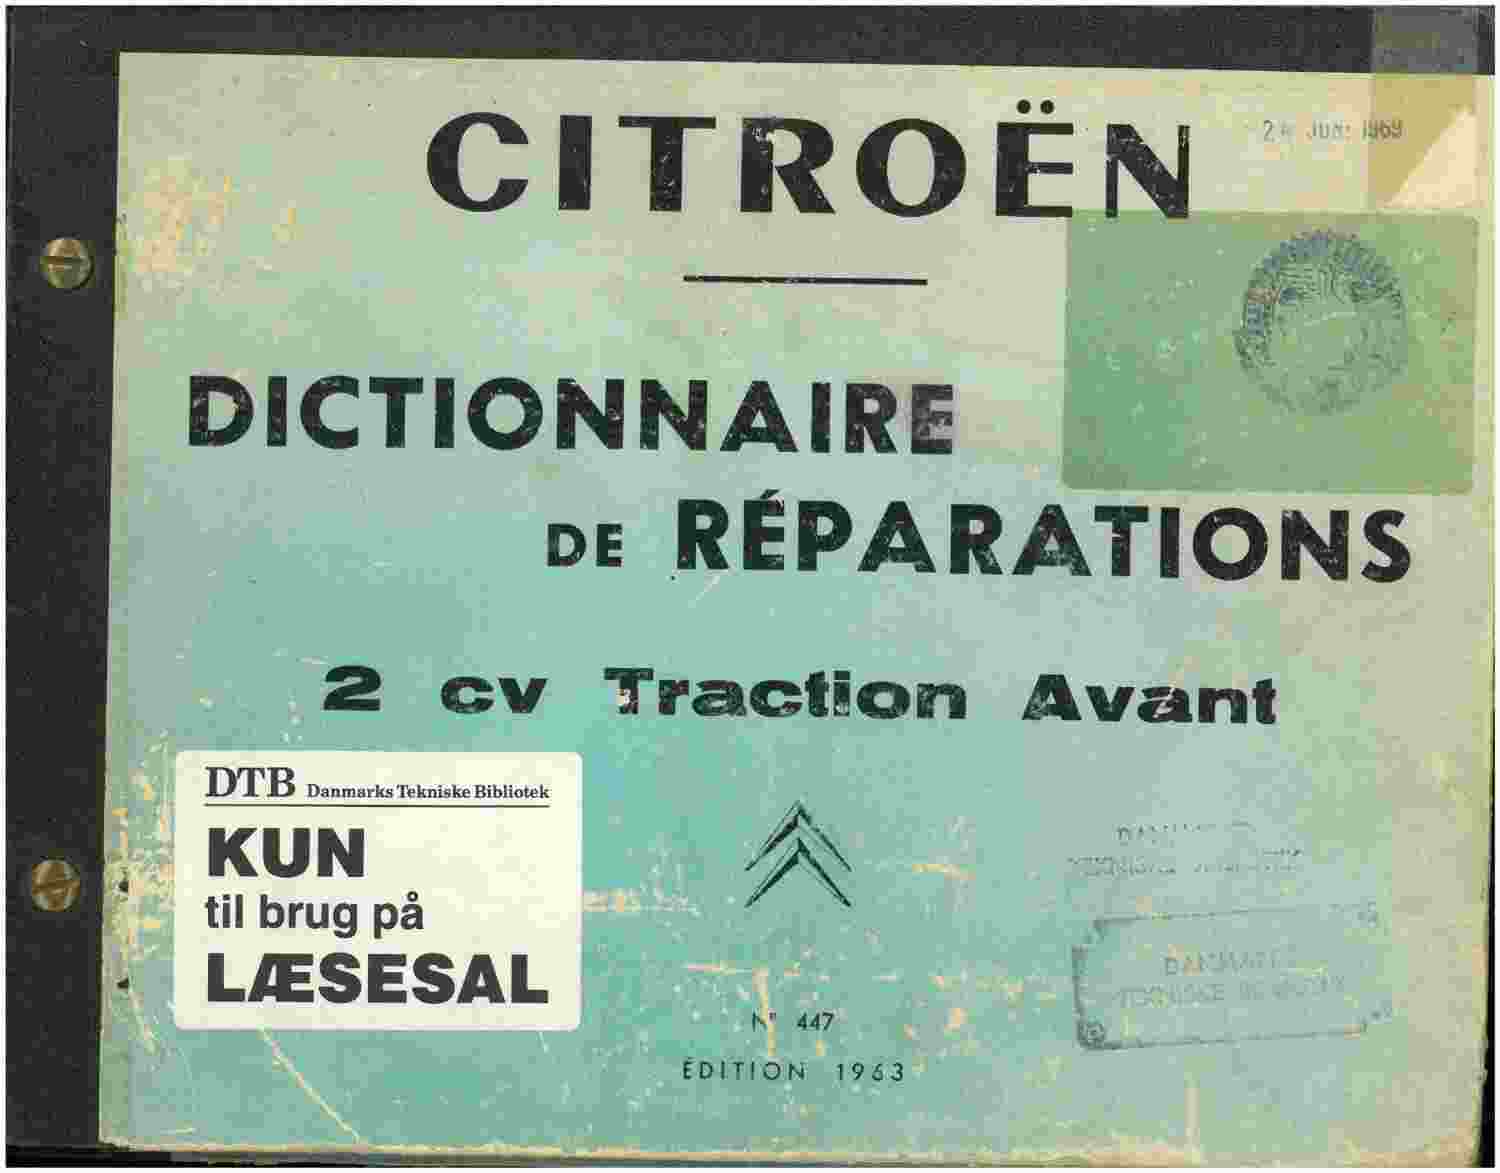 CITROËN
1969
DICTIONNAIRE
DE RÉPARATIONS
2 cv Traction Avant
DTB Danmarks Tekniske Bibliotek
KUN
til brug på
LÆSESAL
N° 447
ÉDITION 1963